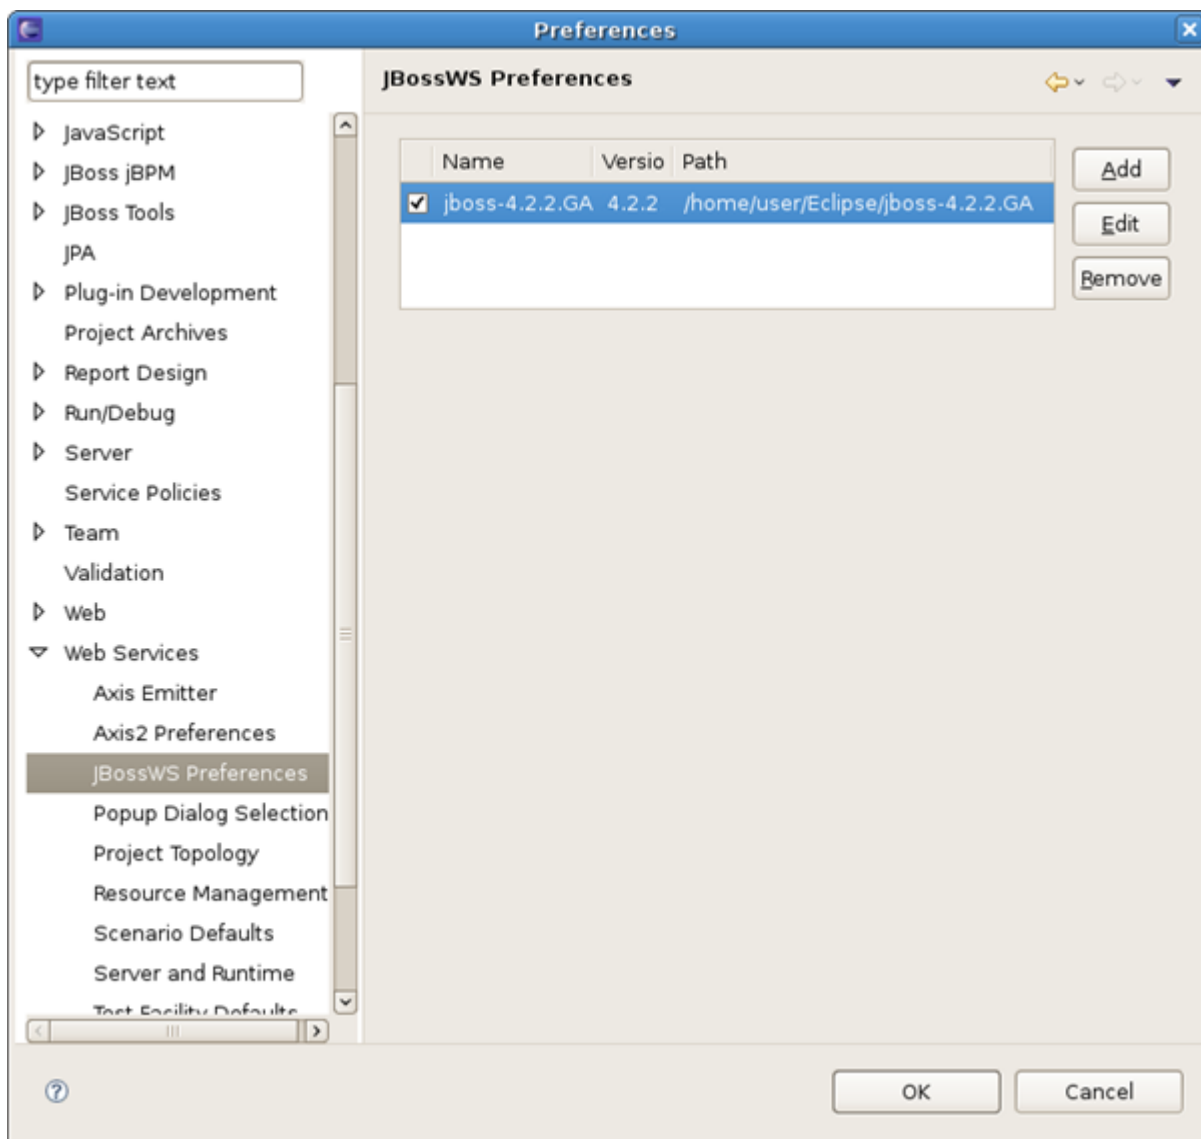 Preferences
type filter text
JBossWS Preferences
JavaScript
JBoss jBPM
JBoss Tools
JPA
Plug-in Development
Project Archives
Report Design
Run/Debug
Server
Service Policies
Team
Validation
Web
Web Services
Axis Emitter
Axis2 Preferences
JBossWS Preferences
Popup Dialog Selection
Project Topology
Resource Management
Scenario Defaults
Server and Runtime
Test Facility Defaults
Name Versio Path
jboss-4.2.2.GA 4.2.2 /home/user/Eclipse/jboss-4.2.2.GA
Add
Edit
Remove
OK Cancel